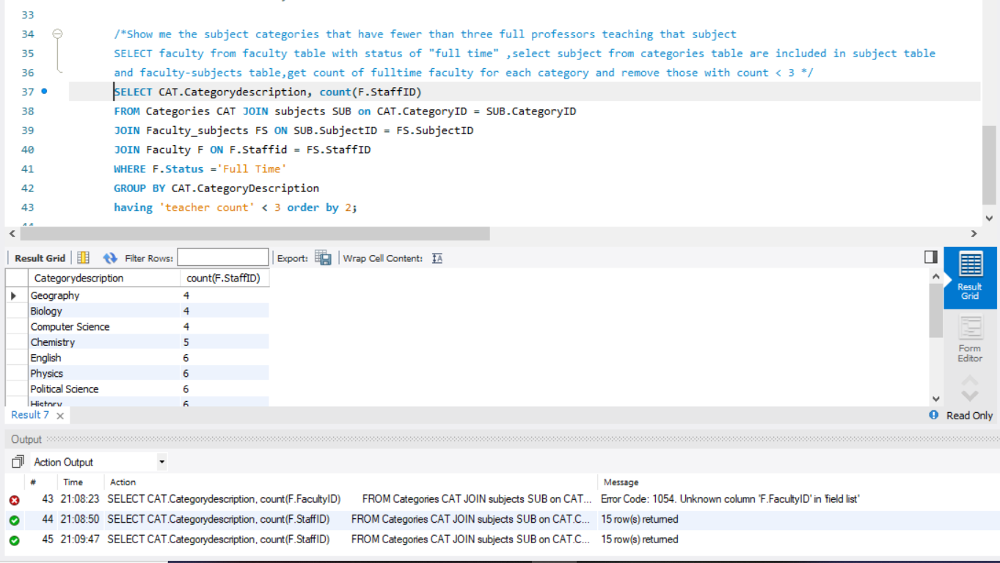 33
34 /*Show me the subject categories that have fewer than three full professors teaching that subject
35 SELECT faculty from faculty table with status of "full time" ,select subject from categories table are included in subject table
36 and faculty-subjects table,get count of fulltime faculty for each category and remove those with count < 3 */
37 SELECT CAT.Categorydescription, count(F.StaffID)
38 FROM Categories CAT JOIN subjects SUB on CAT.CategoryID = SUB.CategoryID
39 JOIN Faculty_subjects FS ON SUB.SubjectID = FS.SubjectID
40 JOIN Faculty F ON F.Staffid = FS.StaffID
41 WHERE F.Status ='Full Time'
42 GROUP BY CAT.CategoryDescription
43 having 'teacher count' < 3 order by 2;
Result Grid Filter Rows: Export: Wrap Cell Content: IA
Categorydescription count(F.StaffID)
Geography 4
Biology 4
Computer Science 4
Chemistry 5
English 6
Physics 6
Political Science 6
History 6
Result
Grid
Form
Editor
Result 7 × Read Only
Output
Action Output
# Time Action Message
43 21:08:23 SELECT CAT.Categorydescription, count(F.FacultyID) FROM Categories CAT JOIN subjects SUB on CAT... Error Code: 1054. Unknown column 'F.FacultyID' in 'field list'
44 21:08:50 SELECT CAT.Categorydescription, count(F.StaffID) FROM Categories CAT JOIN subjects SUB on CAT.C... 15 row(s) returned
45 21:09:47 SELECT CAT.Categorydescription, count(F.StaffID) FROM Categories CAT JOIN subjects SUB on CAT.C... 15 row(s) returned